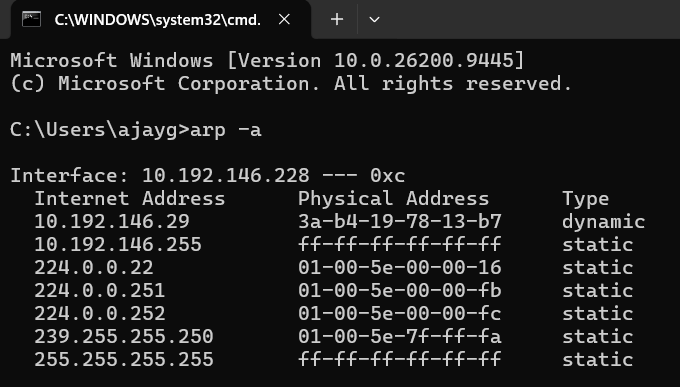 C:\WINDOWS\system32\cmd.
Microsoft Windows [Version 10.0.26200.9445]
(c) Microsoft Corporation. All rights reserved.
C:\Users\ajayg>arp -a
Interface: 10.192.146.228 --- 0xc
Internet Address Physical Address Type
10.192.146.29 3a-b4-19-78-13-b7 dynamic
10.192.146.255 ff-ff-ff-ff-ff-ff static
224.0.0.22 01-00-5e-00-00-16 static
224.0.0.251 01-00-5e-00-00-fb static
224.0.0.252 01-00-5e-00-00-fc static
239.255.255.250 01-00-5e-7f-ff-fa static
255.255.255.255 ff-ff-ff-ff-ff-ff static